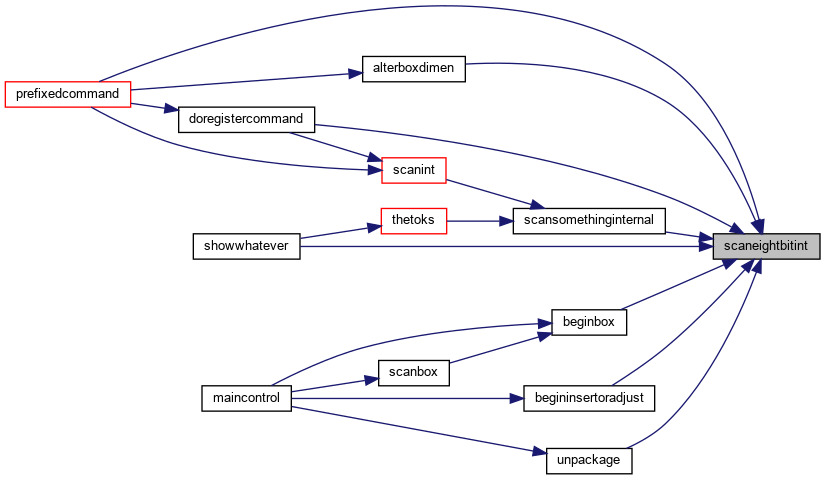 alterboxdimen
prefixedcommand
doregistercommand
scanint
thetoks
scansomethinginternal
showwhatever
scaneightbitint
beginbox
scanbox
maincontrol
begininsertoradjust
unpackage